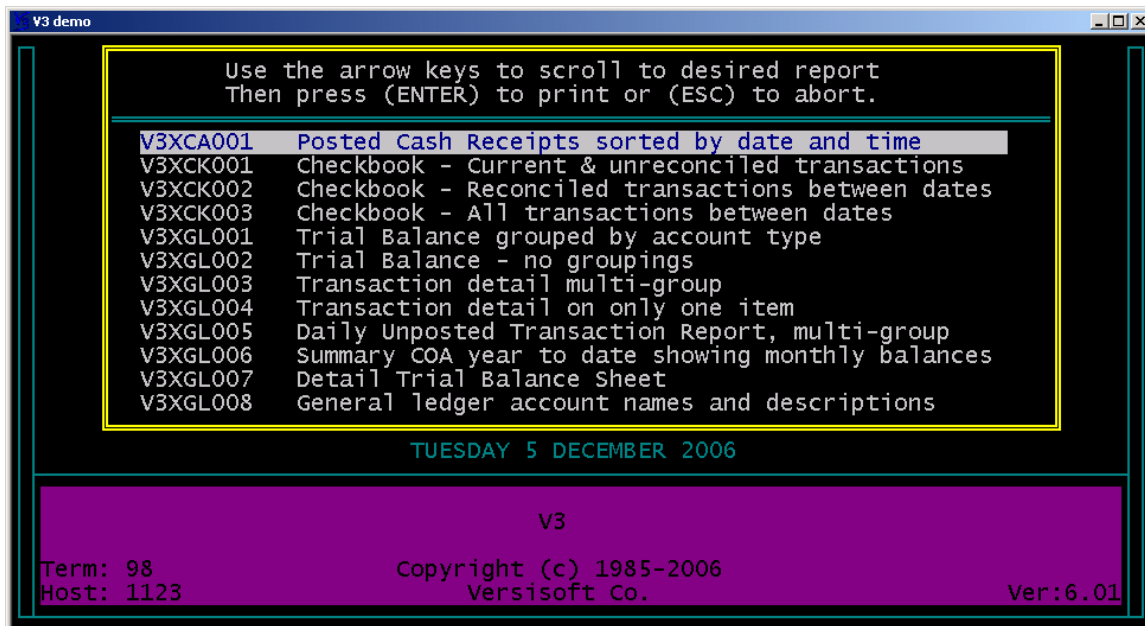 V3 demo
Use the arrow keys to scroll to desired report
Then press (ENTER) to print or (ESC) to abort.
V3XCA001 Posted Cash Receipts sorted by date and time
V3XCK001 Checkbook - Current & unreconciled transactions
V3XCK002 Checkbook - Reconciled transactions between dates
V3XCK003 Checkbook - All transactions between dates
V3XGL001 Trial Balance grouped by account type
V3XGL002 Trial Balance - no groupings
V3XGL003 Transaction detail multi-group
V3XGL004 Transaction detail on only one item
V3XGL005 Daily Unposted Transaction Report, multi-group
V3XGL006 Summary COA year to date showing monthly balances
V3XGL007 Detail Trial Balance Sheet
V3XGL008 General ledger account names and descriptions
TUESDAY 5 DECEMBER 2006
V3
Term: 98 Copyright (c) 1985-2006
Host: 1123 Versisoft Co. Ver:6.01